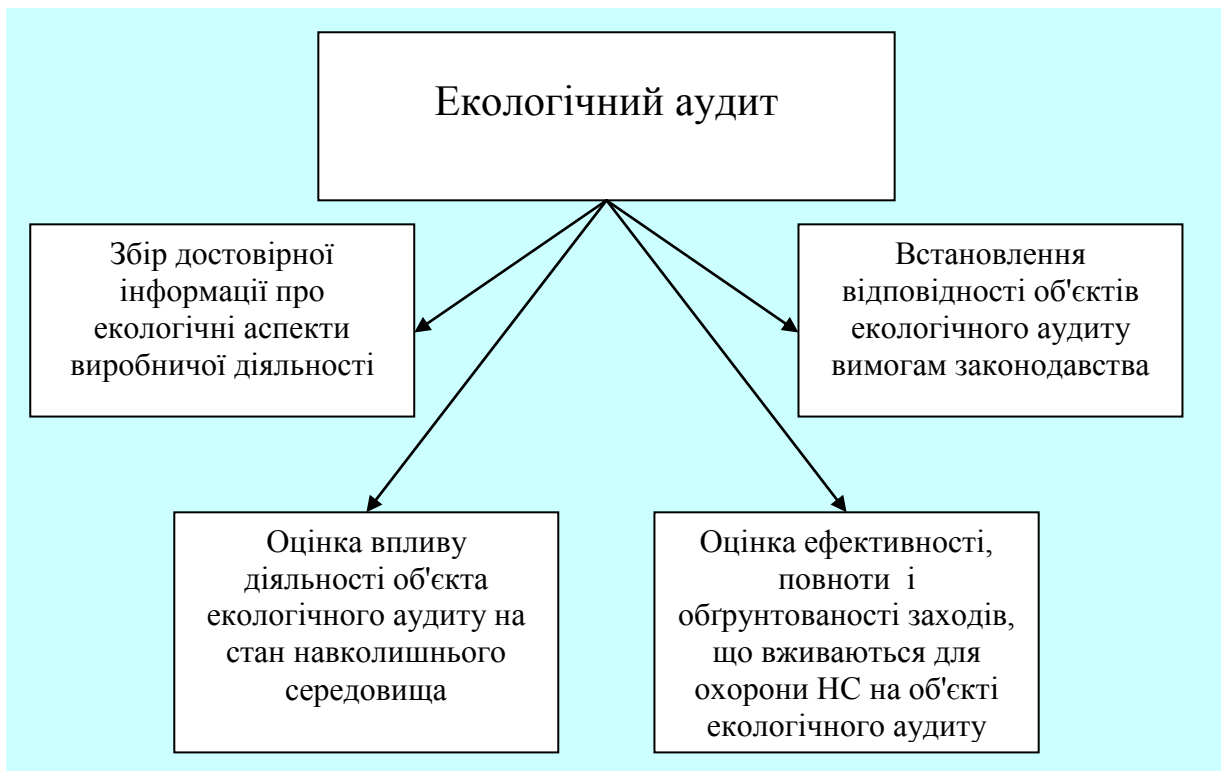 Екологічний аудит
Збір достовірної
інформації про
екологічні аспекти
виробничої діяльності
Встановлення
відповідності об'єктів
екологічного аудиту
вимогам законодавства
Оцінка впливу
діяльності об'єкта
екологічного аудиту на
стан навколишнього
середовища
Оцінка ефективності,
повноти і
обґрунтованості заходів,
що вживаються для
охорони НС на об'єкті
екологічного аудиту